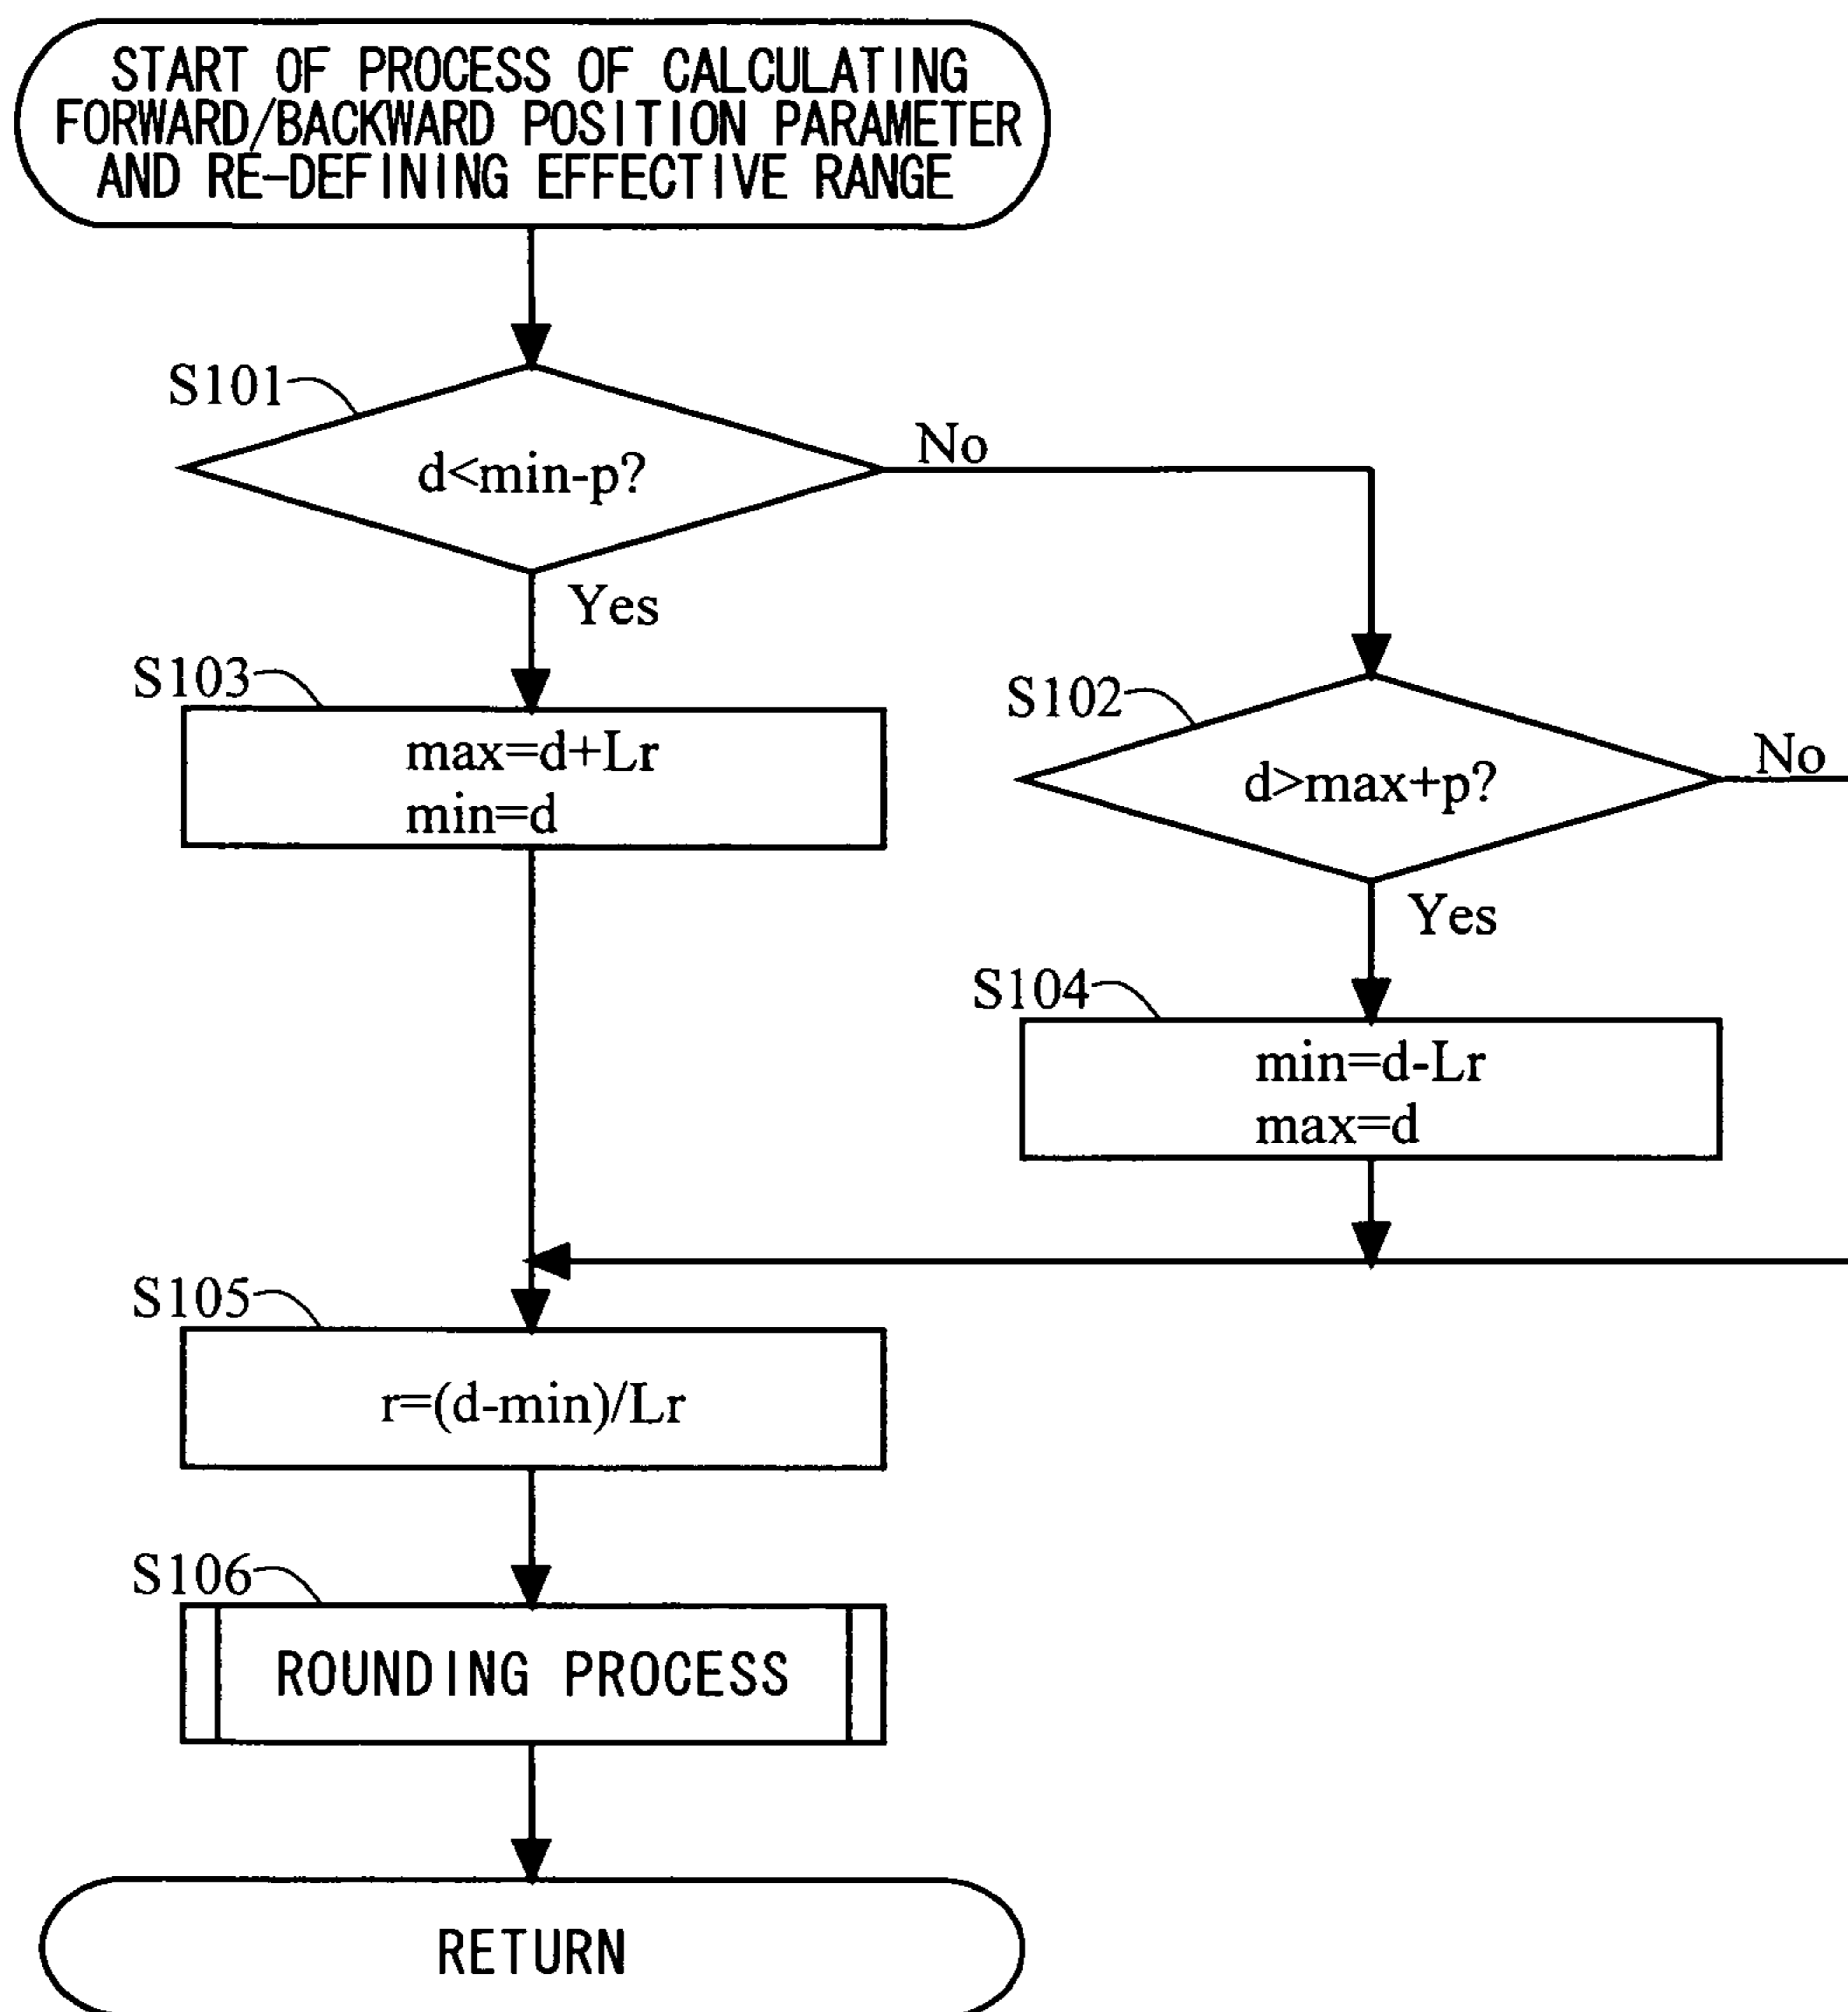 START OF PROCESS OF CALCULATING
FORWARD/BACKWARD POSITION PARAMETER
AND RE-DEFINING EFFECTIVE RANGE
S101
d<min-p?
No
Yes
S103
max=d+Lr
min=d
S102
d>max+p?
No
Yes
S104
min=d-Lr
max=d
S105
r=(d-min)/Lr
S106
ROUNDING PROCESS
RETURN